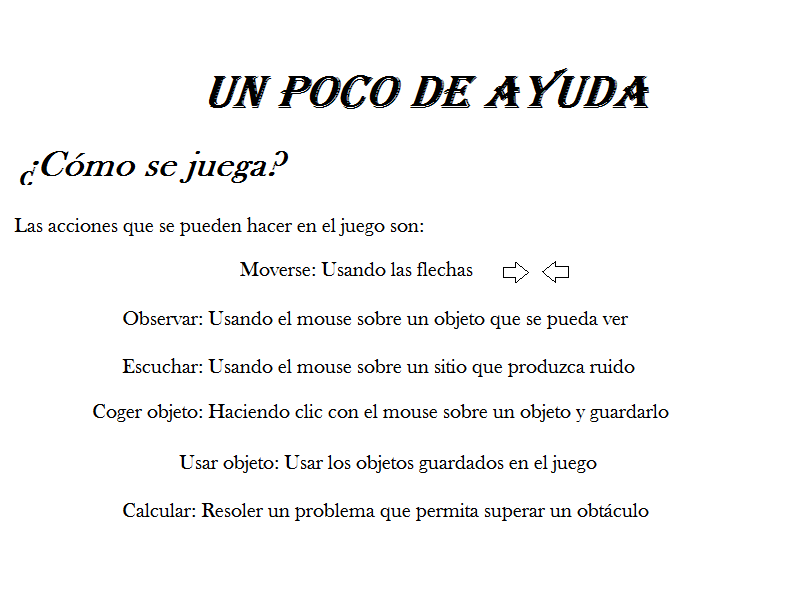 UN POCO DE AYUDA
¿Cómo se juega?
Las acciones que se pueden hacer en el juego son:
Moverse: Usando las flechas
Observar: Usando el mouse sobre un objeto que se pueda ver
Escuchar: Usando el mouse sobre un sitio que produzca ruido
Coger objeto: Haciendo clic con el mouse sobre un objeto y guardarlo
Usar objeto: Usar los objetos guardados en el juego
Calcular: Resoler un problema que permita superar un obtáculo